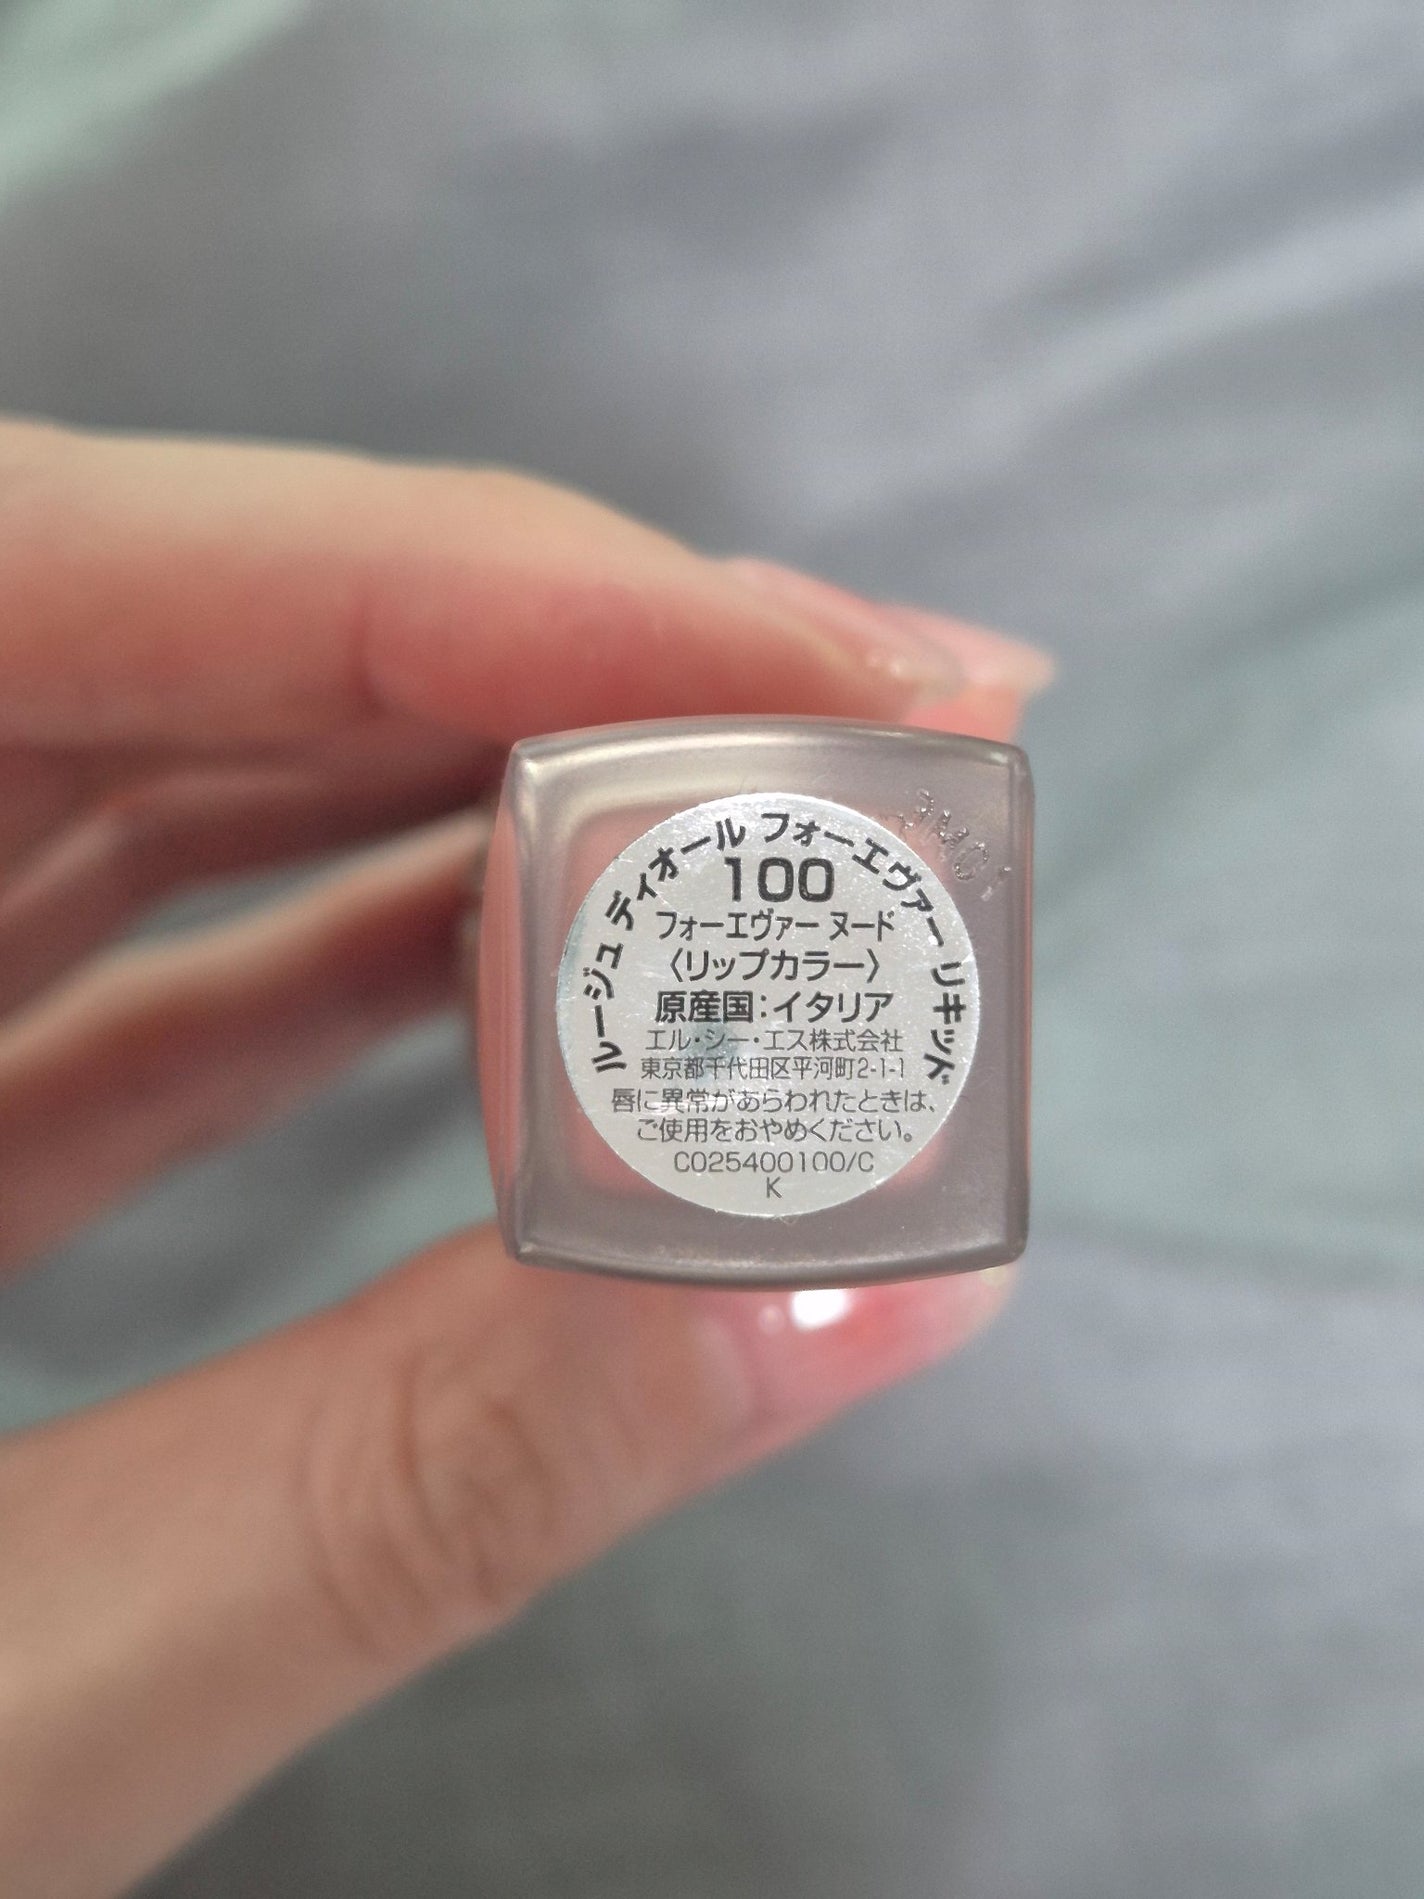 ルージュ ディオール フォーエヴァー リキッド
100
フォーエヴァー ヌード
〈リップカラー〉
原産国：イタリア
エル・シー・エス株式会社
東京都千代田区平河町2-1-1
唇に異常があらわれたときは、
ご使用をおやめください。
C025400100/C
K